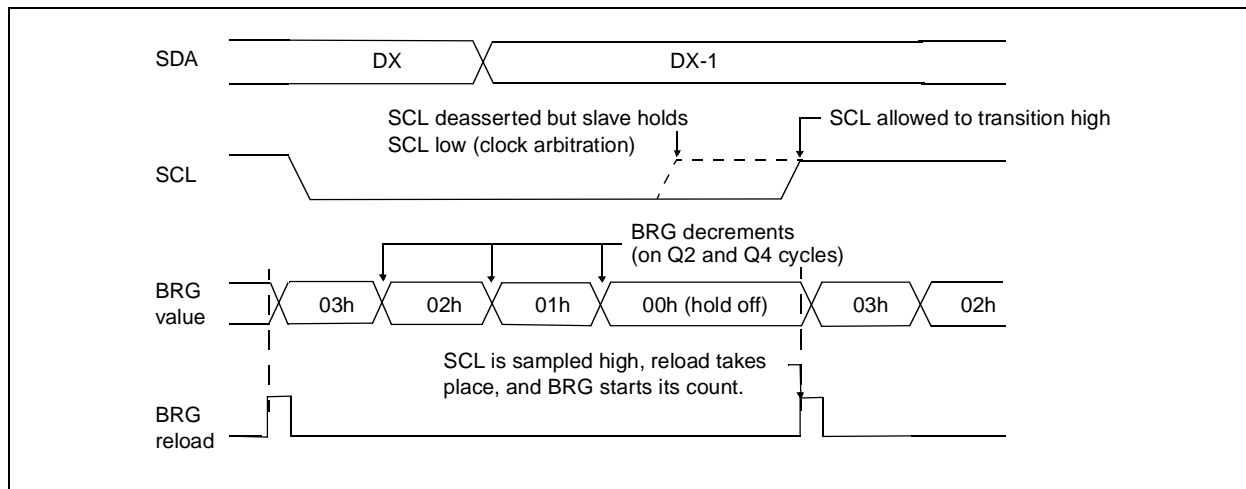 SDA
DX
DX-1
SCL deasserted but slave holds
SCL low (clock arbitration)
SCL allowed to transition high
SCL
BRG decrements
(on Q2 and Q4 cycles)
BRG
value
03h
02h
01h
00h (hold off)
03h
02h
SCL is sampled high, reload takes
place, and BRG starts its count.
BRG
reload